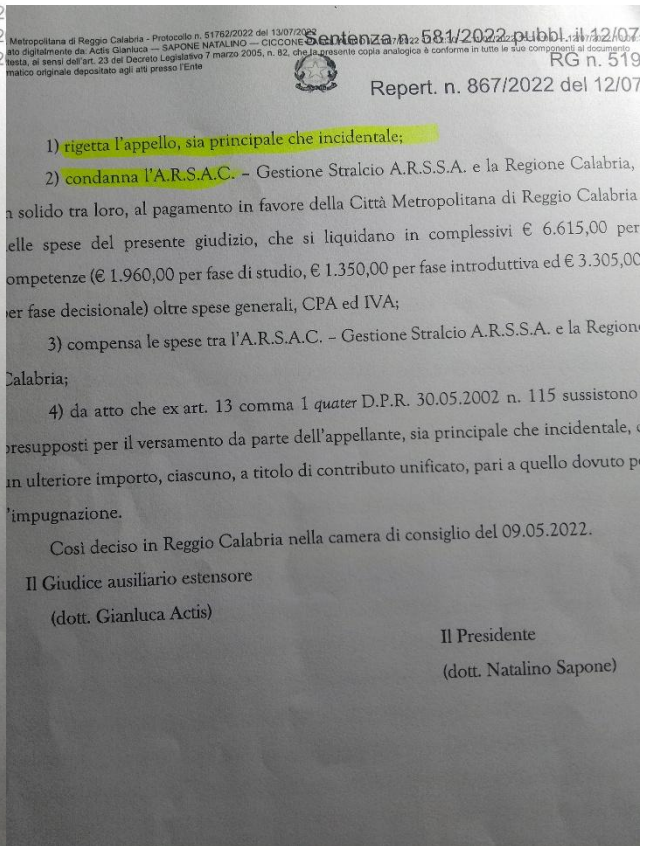 Metropolitana di Reggio Calabria - Protocollo n. 51762/2022 del 13/07/2022
Sentenza n. 581/2022 pubbl. il 12/07
ato digitalmente da: Actis Gianluca — SAPONE NATALINO — CICCONE
testa, ai sensi dell'art. 23 del Decreto Legislativo 7 marzo 2005, n. 82, che la presente copia analogica è conforme in tutte le sue componenti al documento
matico originale depositato agli atti presso l'Ente
RG n. 519
Repert. n. 867/2022 del 12/07
1) rigetta l'appello, sia principale che incidentale;
2) condanna l'A.R.S.A.C. – Gestione Stralcio A.R.S.S.A. e la Regione Calabria,
n solido tra loro, al pagamento in favore della Città Metropolitana di Reggio Calabria
elle spese del presente giudizio, che si liquidano in complessivi € 6.615,00 per
ompetenze (€ 1.960,00 per fase di studio, € 1.350,00 per fase introduttiva ed € 3.305,00
er fase decisionale) oltre spese generali, CPA ed IVA;
3) compensa le spese tra l'A.R.S.A.C. – Gestione Stralcio A.R.S.S.A. e la Region
Calabria;
4) da atto che ex art. 13 comma 1 quater D.P.R. 30.05.2002 n. 115 sussistono
presupposti per il versamento da parte dell'appellante, sia principale che incidentale,
un ulteriore importo, ciascuno, a titolo di contributo unificato, pari a quello dovuto p
l'impugnazione.
Così deciso in Reggio Calabria nella camera di consiglio del 09.05.2022.
Il Giudice ausiliario estensore
(dott. Gianluca Actis)
Il Presidente
(dott. Natalino Sapone)